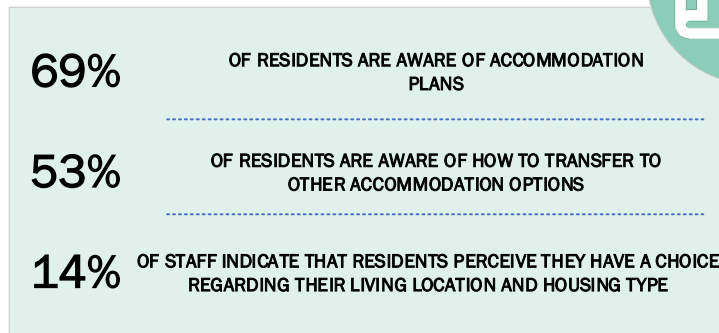 69%
OF RESIDENTS ARE AWARE OF ACCOMMODATION
PLANS
53%
OF RESIDENTS ARE AWARE OF HOW TO TRANSFER TO
OTHER ACCOMMODATION OPTIONS
14%
OF STAFF INDICATE THAT RESIDENTS PERCEIVE THEY HAVE A CHOICE
REGARDING THEIR LIVING LOCATION AND HOUSING TYPE